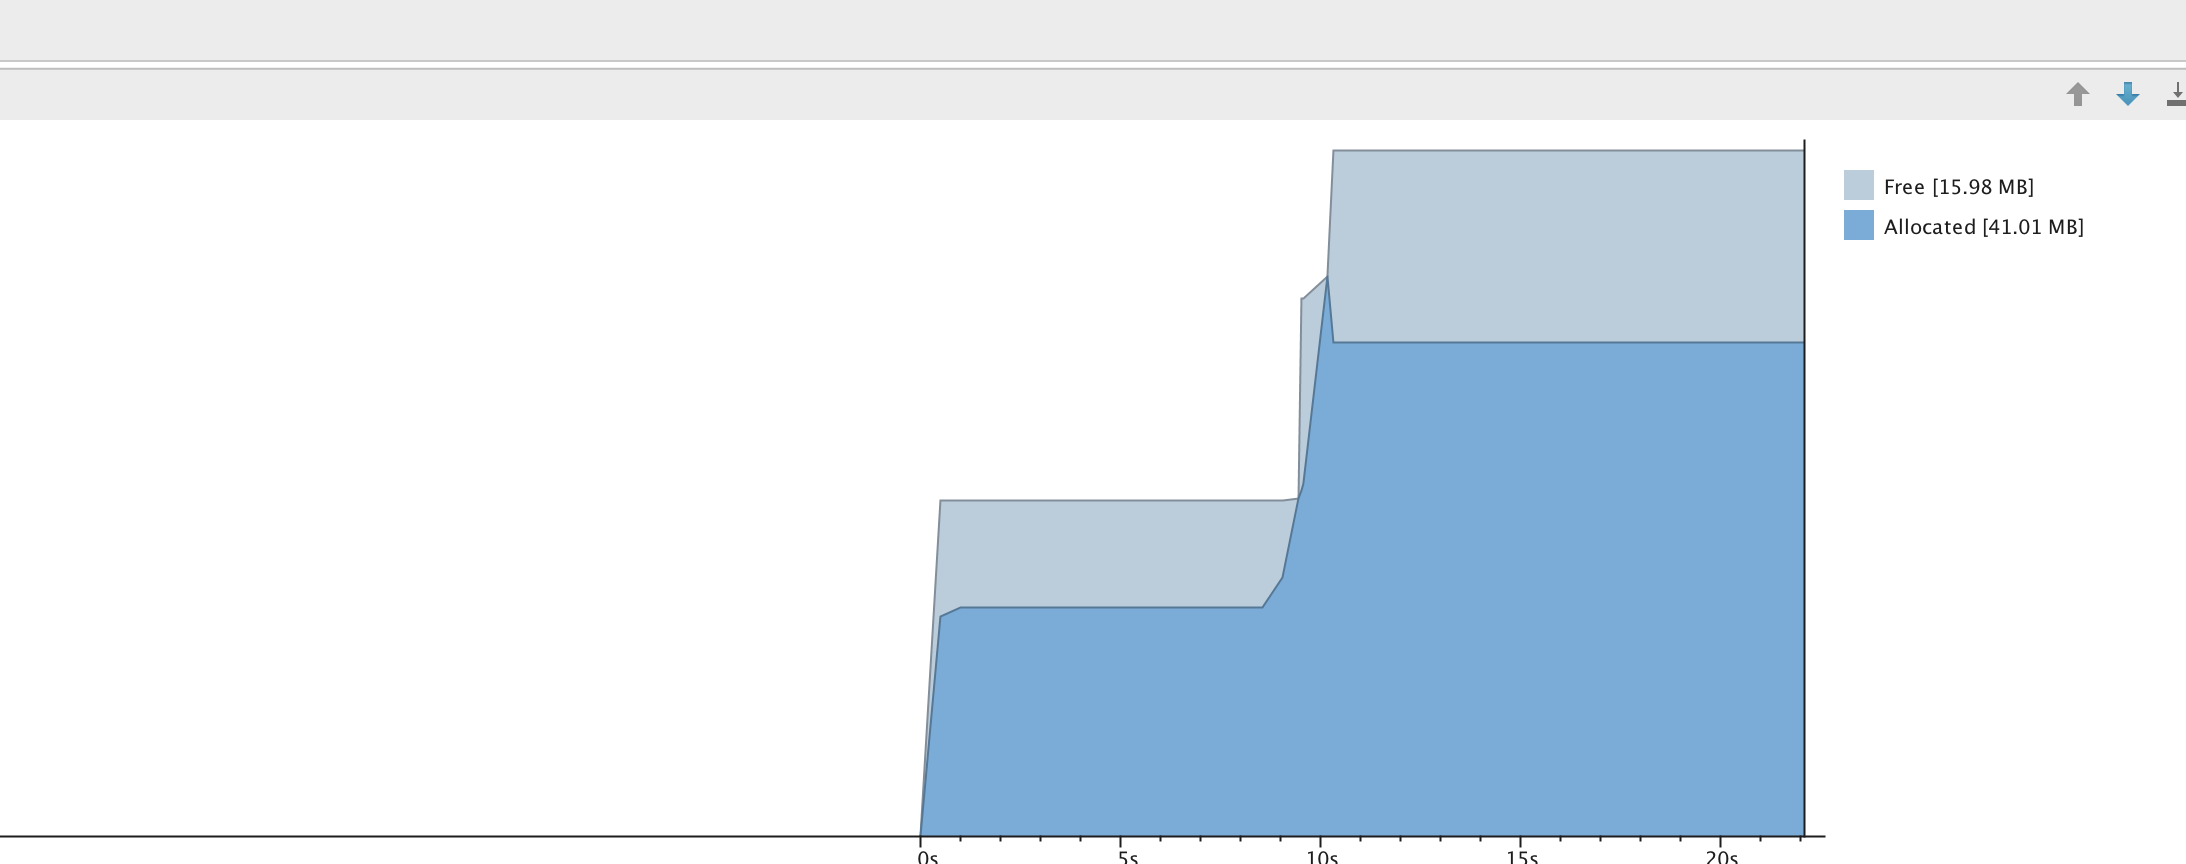 Free [15.98 MB]
Allocated [41.01 MB]
0s 5s 10s 15s 20s